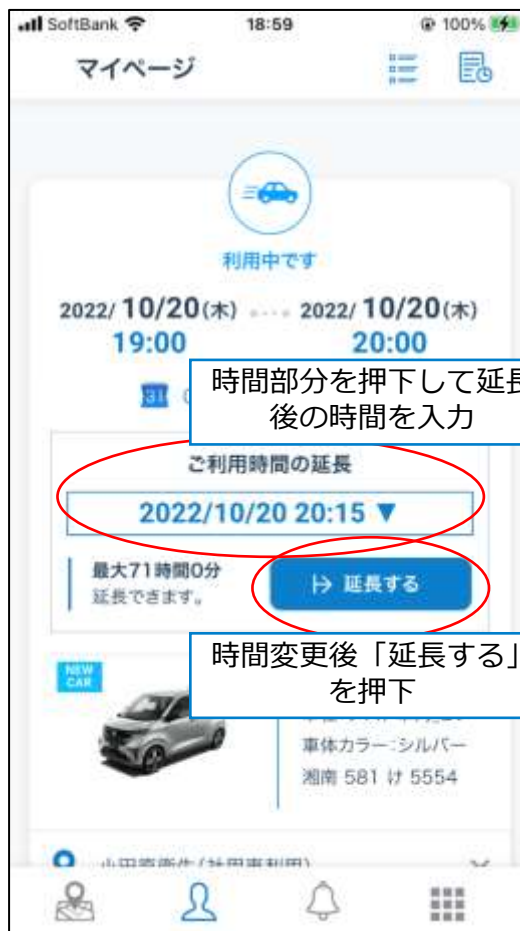 SoftBank 18:59 100%
マイページ
利用中です
2022/ 10/20(木) 2022/ 10/20(木)
19:00 20:00
31
時間部分を押下して延長
後の時間を入力
ご利用時間の延長
2022/10/20 20:15 ▼
最大71時間0分
延長できます。
延長する
時間変更後「延長する」
を押下
NEW
CAR
車体カラー:シルバー
湘南 581 け 5554